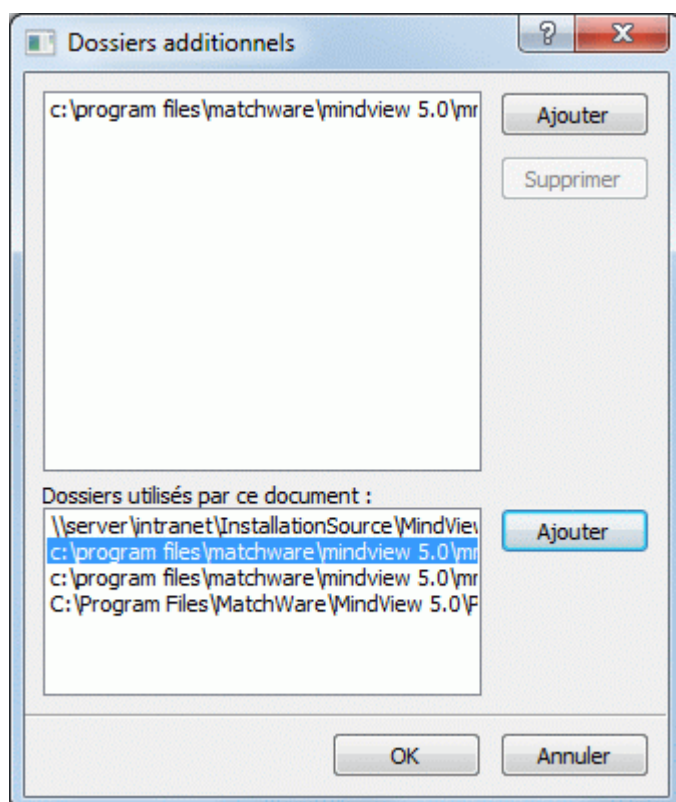 Dossiers additionnels
c:\program files\matchware\mindview 5.0\mr
Ajouter
Supprimer
Dossiers utilisés par ce document :
\\server\intranet\InstallationSource\MindView
Ajouter
c:\program files\matchware\mindview 5.0\mr
c:\program files\matchware\mindview 5.0\mr
C:\Program Files\MatchWare\MindView 5.0\P
OK
Annuler